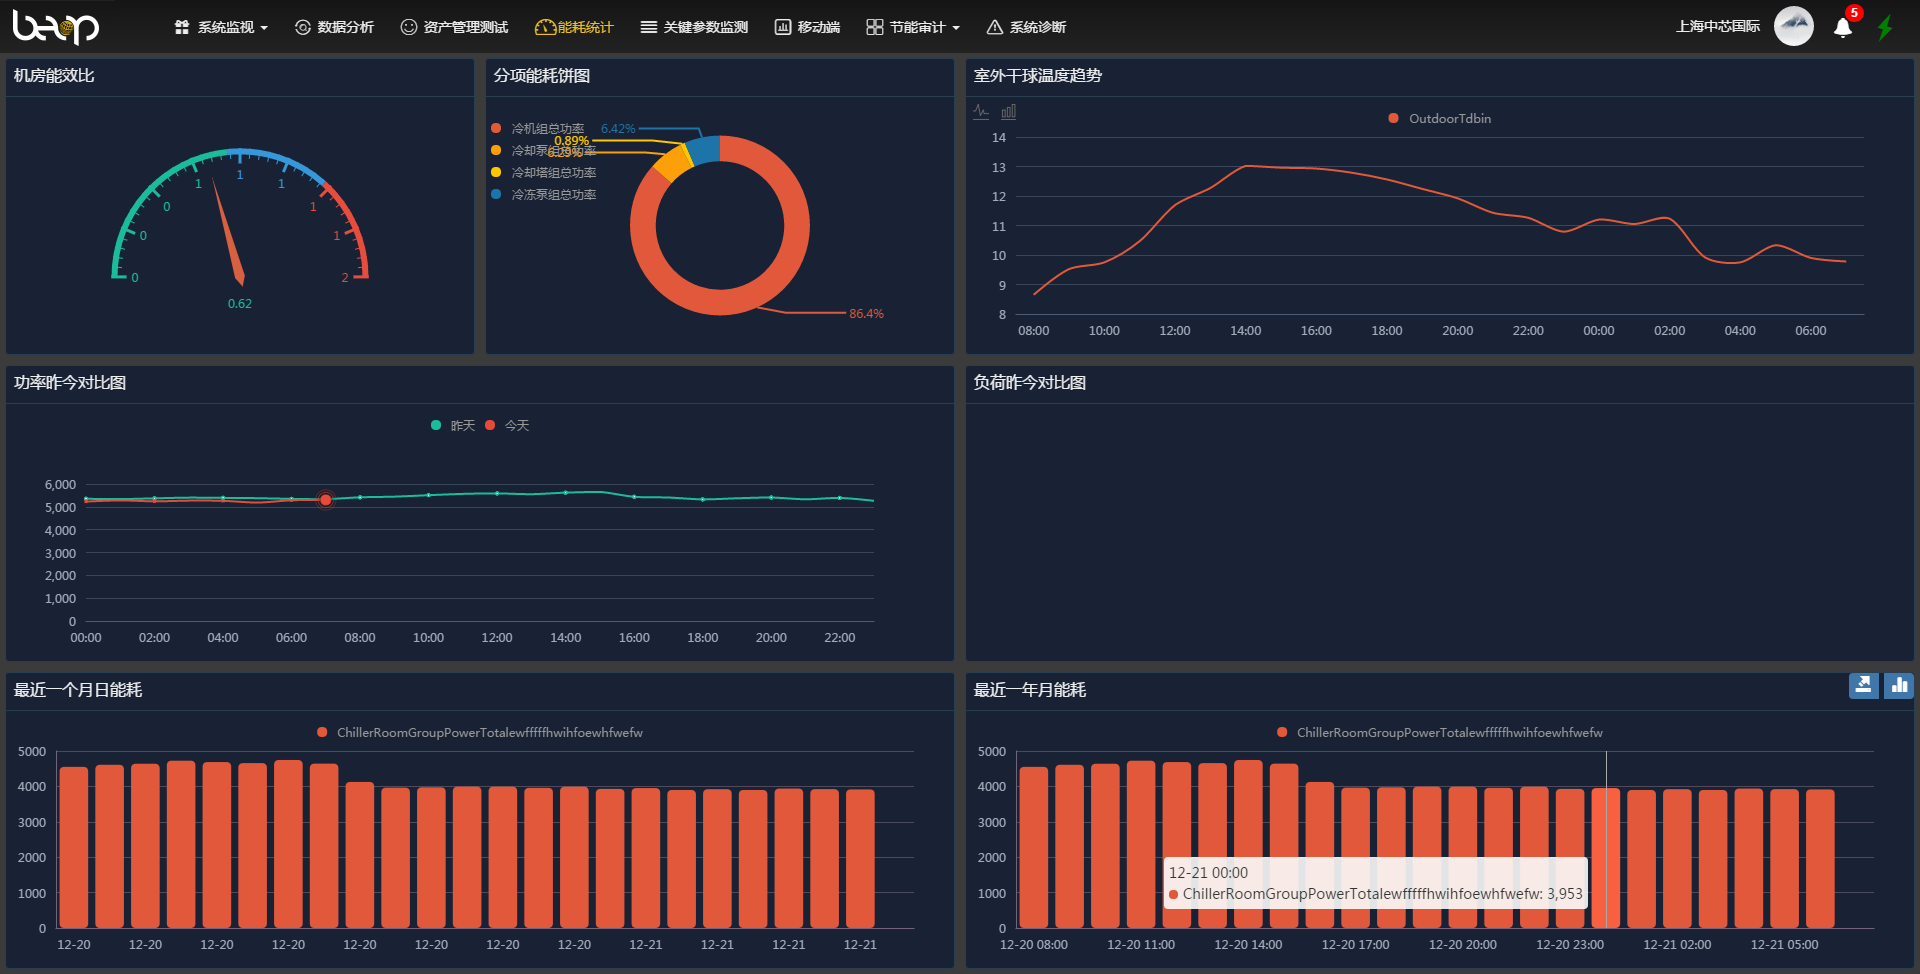 beop
系统监视
数据分析
资产管理测试
能耗统计
关键参数监测
移动端
节能审计
系统诊断
上海中芯国际
5
机房能效比
0
0
0
1
1
1
1
1
2
0.62
分项能耗饼图
冷机组总功率
冷却泵组总功率
冷却塔组总功率
冷冻泵组总功率
6.42%
0.89%
6.29%
86.4%
室外干球温度趋势
OutdoorTdbin
14
13
12
11
10
9
8
08:00 10:00 12:00 14:00 16:00 18:00 20:00 22:00 00:00 02:00 04:00 06:00
功率昨今对比图
昨天 今天
6,000
5,000
4,000
3,000
2,000
1,000
0
00:00 02:00 04:00 06:00 08:00 10:00 12:00 14:00 16:00 18:00 20:00 22:00
负荷昨今对比图
最近一个月日能耗
ChillerRoomGroupPowerTotalewfffffhwihfoewhfwefw
5000
4000
3000
2000
1000
0
12-20 12-20 12-20 12-20 12-20 12-20 12-20 12-20 12-21 12-21 12-21 12-21
最近一年月能耗
ChillerRoomGroupPowerTotalewfffffhwihfoewhfwefw
5000
4000
3000
2000
1000
0
12-21 00:00
ChillerRoomGroupPowerTotalewfffffhwihfoewhfwefw: 3,953
12-20 08:00 12-20 11:00 12-20 14:00 12-20 17:00 12-20 20:00 12-20 23:00 12-21 02:00 12-21 05:00